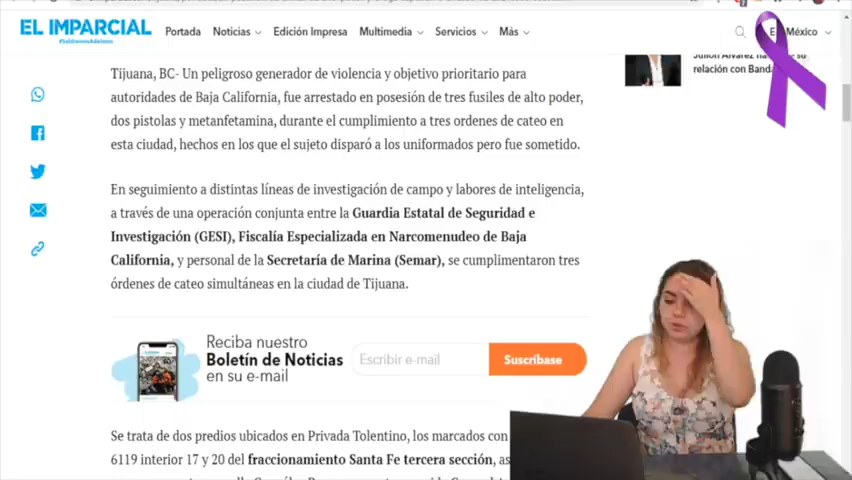 EL IMPARCIAL
Portada Noticias Edición Impresa Multimedia Servicios Más México
relación con Banda
Tijuana, BC- Un peligroso generador de violencia y objetivo prioritario para
autoridades de Baja California, fue arrestado en posesión de tres fusiles de alto poder,
dos pistolas y metanfetamina, durante el cumplimiento a tres ordenes de cateo en
esta ciudad, hechos en los que el sujeto disparó a los uniformados pero fue sometido.
En seguimiento a distintas líneas de investigación de campo y labores de inteligencia,
a través de una operación conjunta entre la Guardia Estatal de Seguridad e
Investigación (GESI), Fiscalía Especializada en Narcomenudeo de Baja
California, y personal de la Secretaría de Marina (Semar), se cumplimentaron tres
órdenes de cateo simultáneas en la ciudad de Tijuana.
Reciba nuestro
Boletín de Noticias
en su e-mail
Escribir e-mail
Suscríbase
Se trata de dos predios ubicados en Privada Tolentino, los marcados con
6119 interior 17 y 20 del fraccionamiento Santa Fe tercera sección, as